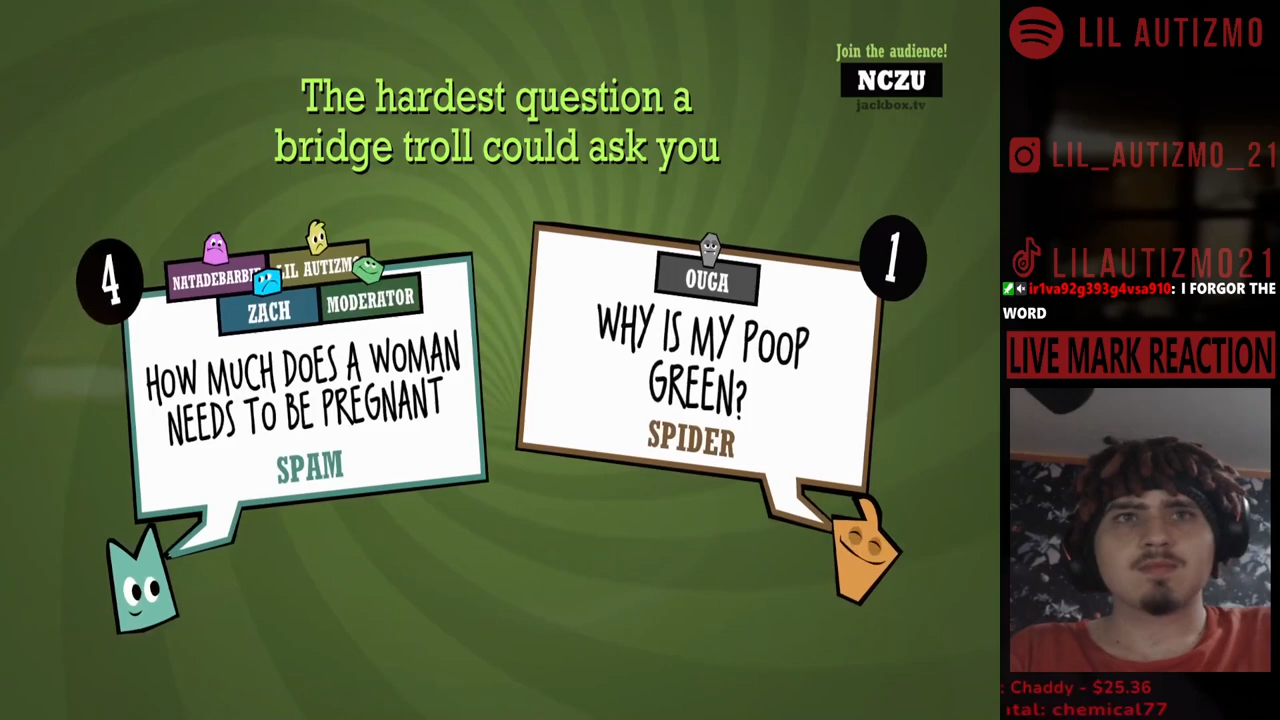 Join the audience!
NCZU
jackbox.tv
The hardest question a
bridge troll could ask you
4
NATADEBARBI
LIL AUTIZMO
ZACH
MODERATOR
HOW MUCH DOES A WOMAN
NEEDS TO BE PREGNANT
SPAM
1
OUGA
WHY IS MY POOP
GREEN?
SPIDER
LIL AUTIZMO
LIL_AUTIZMO_21
LILAUTIZMO21
ir1va92g393g4vsa910: I FORGOR THE
WORD
LIVE MARK REACTION
: Chaddy - $25.36
tal: chemical77